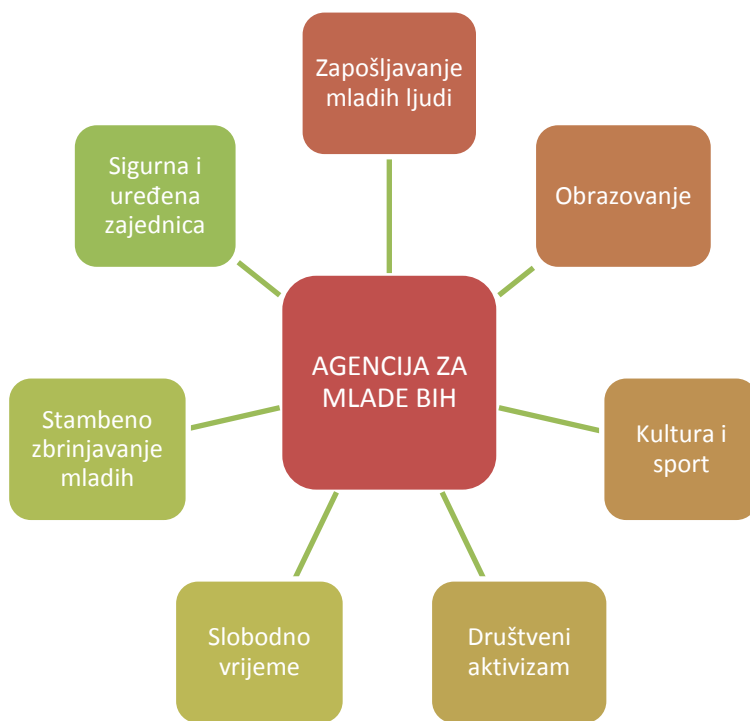 Zapošljavanje
mladih ljudi
Obrazovanje
Kultura i
sport
Društveni
aktivizam
Slobodno
vrijeme
Stambeno
zbrinjavanje
mladih
Sigurna i
uređena
zajednica
AGENCIJA ZA
MLADE BIH